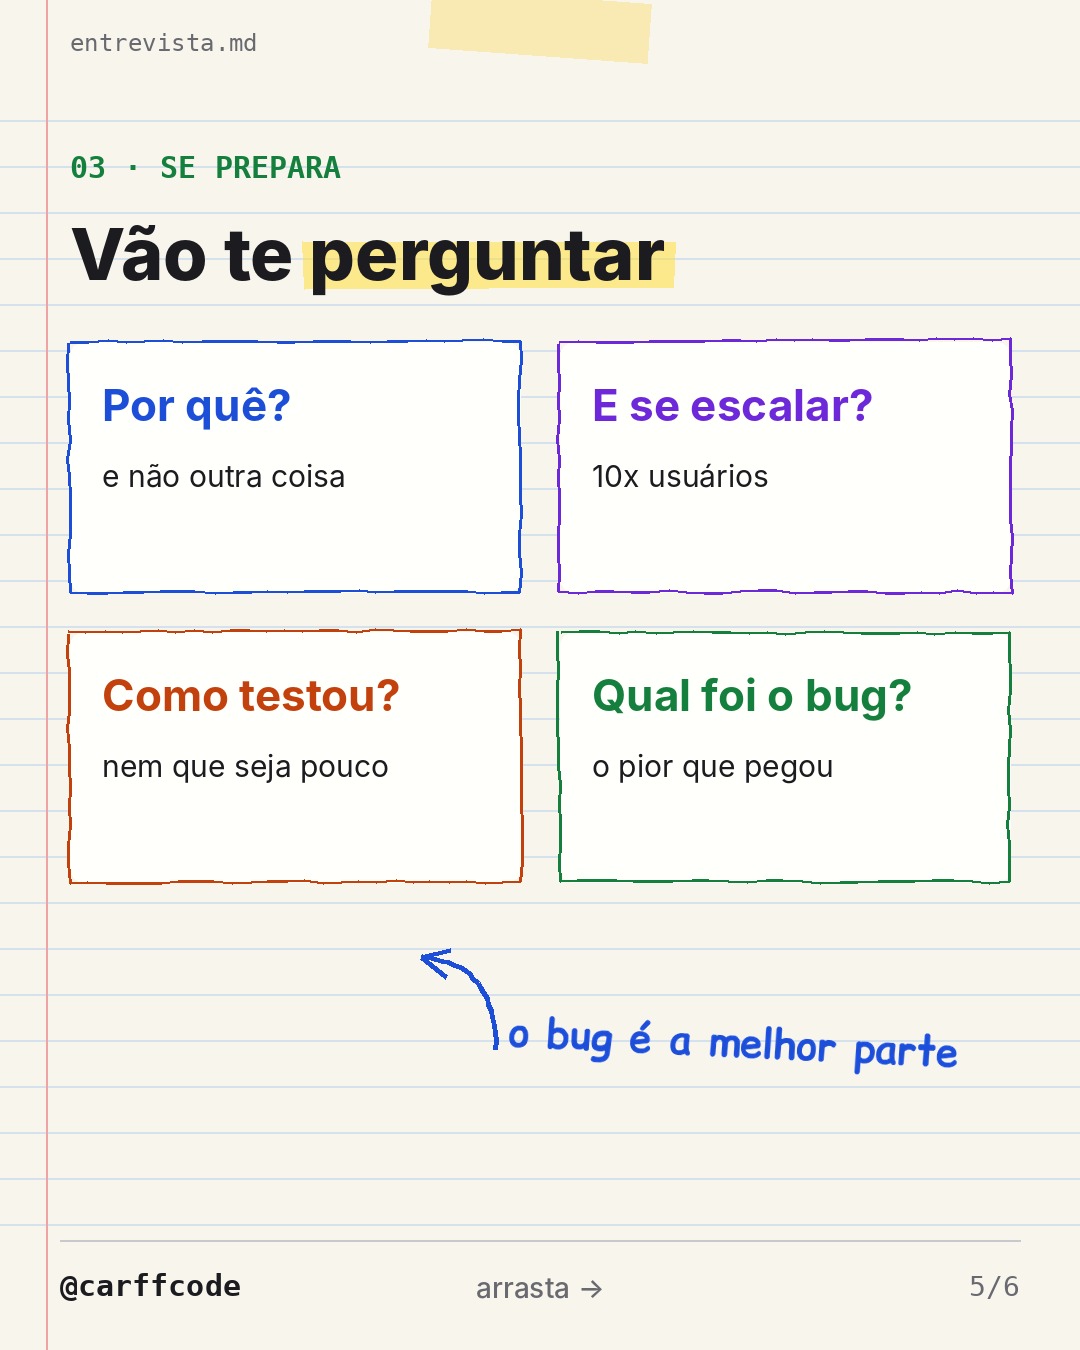 entrevista.md
03 · SE PREPARA
Vão te perguntar
Por quê?
e não outra coisa
E se escalar?
10x usuários
Como testou?
nem que seja pouco
Qual foi o bug?
o pior que pegou
o bug é a melhor parte
@carffcode
arrasta →
5/6